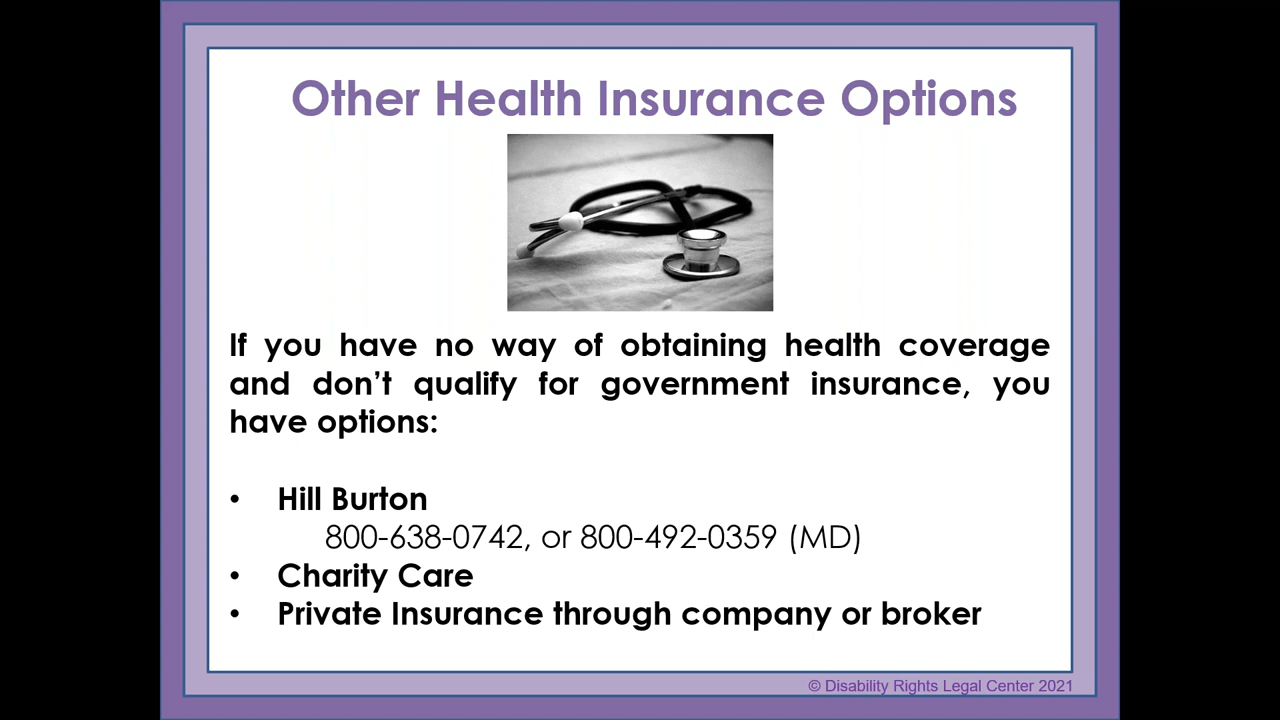 Other Health Insurance Options
If you have no way of obtaining health coverage
and don’t qualify for government insurance, you
have options:
• Hill Burton
800-638-0742, or 800-492-0359 (MD)
• Charity Care
• Private Insurance through company or broker
© Disability Rights Legal Center 2021